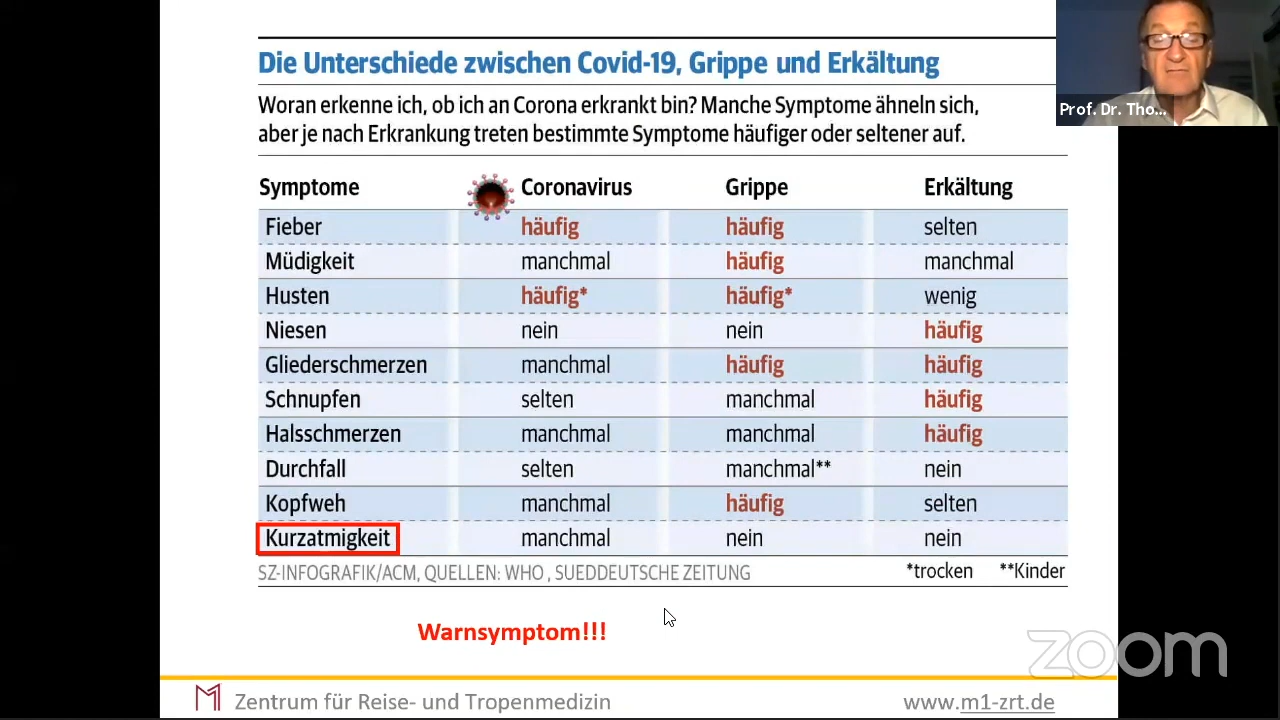 Die Unterschiede zwischen Covid-19, Grippe und Erkältung
Woran erkenne ich, ob ich an Corona erkrankt bin? Manche Symptome ähneln sich,
aber je nach Erkrankung treten bestimmte Symptome häufiger oder seltener auf.
Prof. Dr. Tho...
Symptome Coronavirus Grippe Erkältung
Fieber häufig häufig selten
Müdigkeit manchmal häufig manchmal
Husten häufig* häufig* wenig
Niesen nein nein häufig
Gliederschmerzen manchmal häufig häufig
Schnupfen selten manchmal häufig
Halsschmerzen manchmal manchmal häufig
Durchfall selten manchmal** nein
Kopfweh manchmal häufig selten
Kurzatmigkeit manchmal nein nein
SZ-INFOGRAFIK/ACM, QUELLEN: WHO , SUEDDEUTSCHE ZEITUNG *trocken **Kinder
Warnsymptom!!!
zoom
Zentrum für Reise- und Tropenmedizin www.m1-zrt.de